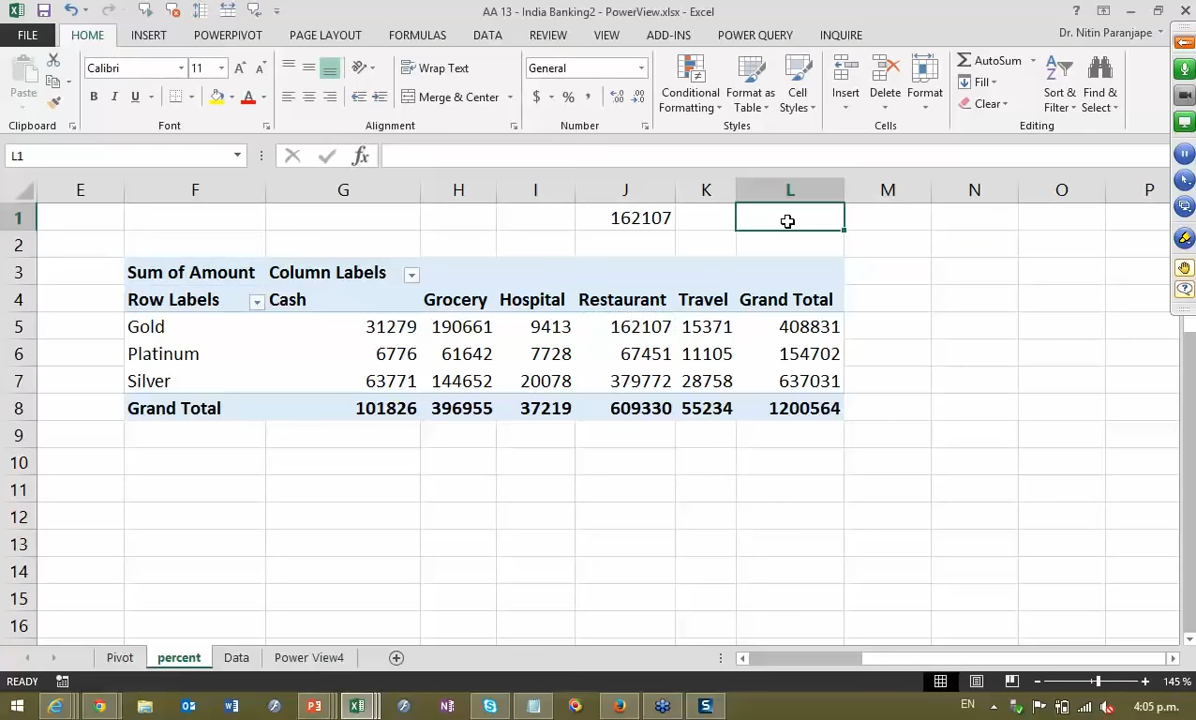 AA 13 - India Banking2 - PowerView.xlsx - Excel
FILE HOME INSERT POWERPIVOT PAGE LAYOUT FORMULAS DATA REVIEW VIEW ADD-INS POWER QUERY INQUIRE Dr. Nitin Paranjape
Paste Calibri 11 Wrap Text General Conditional Formatting Format as Table Cell Styles Insert Delete Format AutoSum Sort & Filter Find & Select
B I U A Merge & Center $ % Fill
Clear
Clipboard Font Alignment Number Styles Cells Editing
L1 fx
E F G H I J K L M N O P
1 162107
2
3 Sum of Amount Column Labels
4 Row Labels Cash Grocery Hospital Restaurant Travel Grand Total
5 Gold 31279 190661 9413 162107 15371 408831
6 Platinum 6776 61642 7728 67451 11105 154702
7 Silver 63771 144652 20078 379772 28758 637031
8 Grand Total 101826 396955 37219 609330 55234 1200564
9
10
11
12
13
14
15
16
Pivot percent Data Power View4
READY 145 %
EN 4:05 p.m.